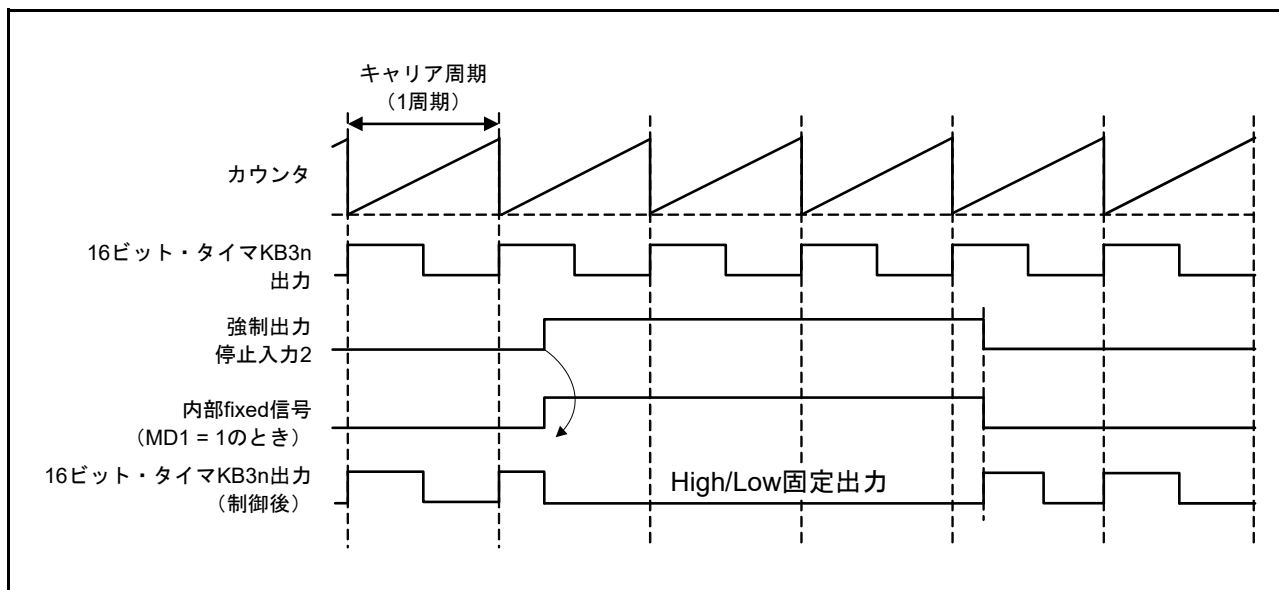 キャリア周期
（1周期）
カウンタ
16ビット・タイマKB3n
出力
強制出力
停止入力2
内部fixed信号
（MD1 = 1のとき）
16ビット・タイマKB3n出力
（制御後）
High/Low固定出力